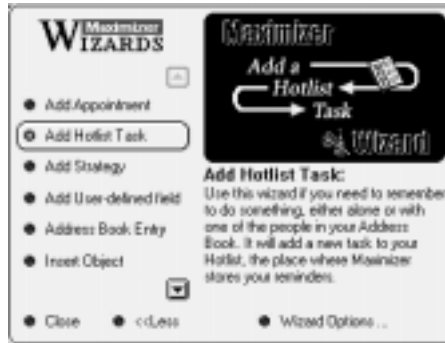 Maximizer
WIZARDS
Add Appointment
Add Hotlist Task
Add Strategy
Add User-defined field
Address Book Entry
Insert Object
Close
<<Less
Maximizer
Add a
Hotlist
Task
Wizard
Add Hotlist Task:
Use this wizard if you need to remember
to do something, either alone or with
one of the people in your Address
Book. It will add a new task to your
Hotlist, the place where Maximizer
stores your reminders.
Wizard Options ...